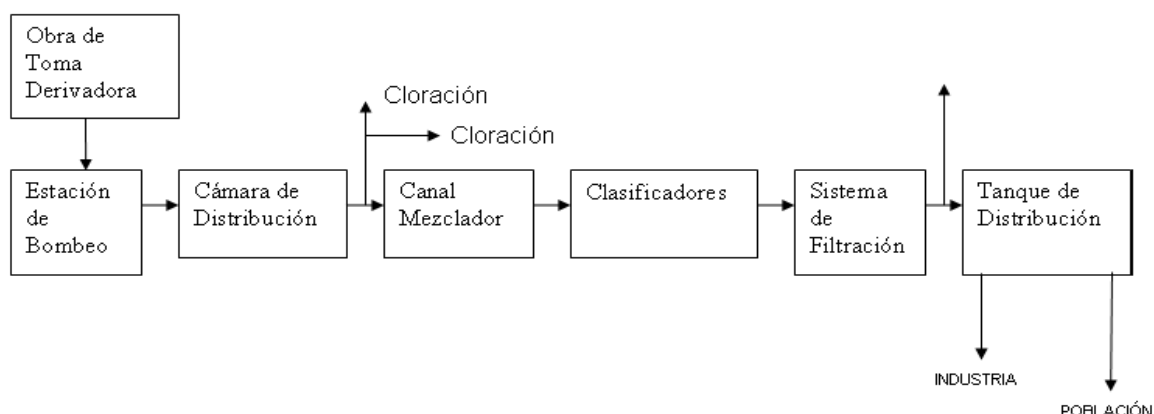 Obra de
Toma
Derivadora
Cloración
Cloración
Estación
de
Bombeo
Cámara de
Distribución
Canal
Mezclador
Clasificadores
Sistema
de
Filtración
Tanque de
Distribución
INDUSTRIA
POBLACIÓN